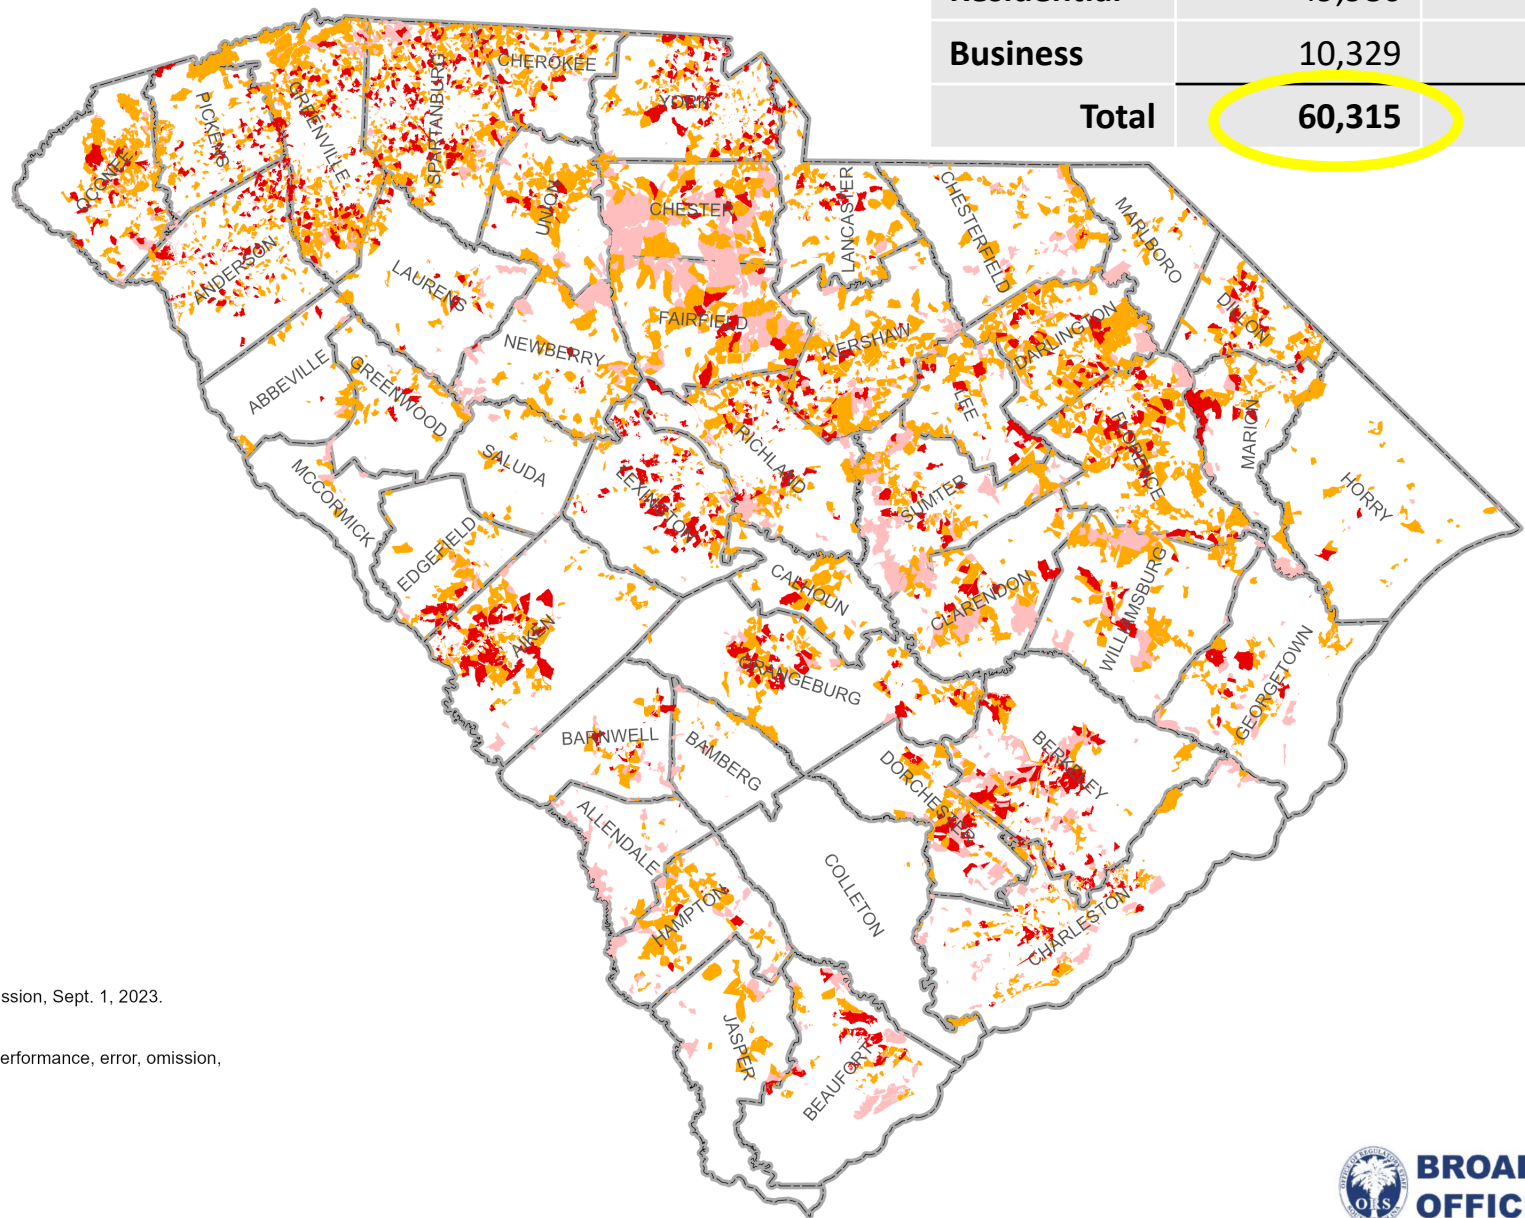 Business 10,329
Total 60,315
CHEROKEE
YORK
SPARTANBURG
GREENVILLE
PICKENS
OCONEE
UNION
CHESTER
LANCASTER
CHESTERFIELD
MARLBORO
ANDERSON
LAURENS
DILLON
FAIRFIELD
NEWBERRY
KERSHAW
DARLINGTON
ABBEVILLE
GREENWOOD
LEE
FLORENCE
MARION
RICHLAND
SALUDA
LEXINGTON
SUMTER
HORRY
MCCORMICK
EDGEFIELD
CALHOUN
CLARENDON
WILLIAMSBURG
AIKEN
ORANGEBURG
GEORGETOWN
BARNWELL
BAMBERG
BERKELEY
DORCHESTER
ALLENDALE
COLLETON
HAMPTON
CHARLESTON
ssion, Sept. 1, 2023.
JASPER
erformance, error, omission,
BEAUFORT
BROA
OFFIC
ORS